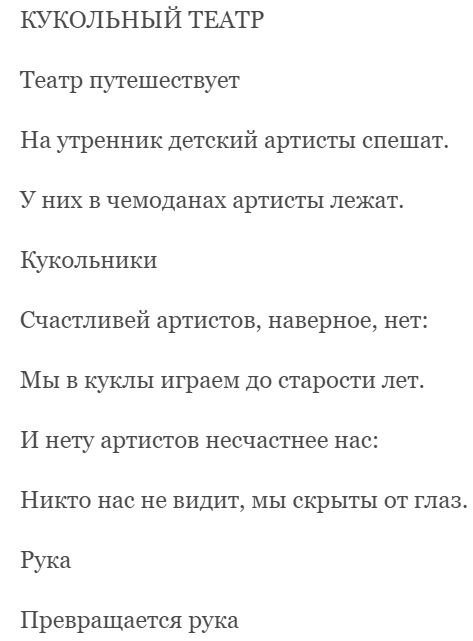 КУКОЛЬНЫЙ ТЕАТР
Театр путешествует
На утренник детский артисты спешат.
У них в чемоданах артисты лежат.
Кукольники
Счастливей артистов, наверное, нет:
Мы в куклы играем до старости лет.
И нету артистов несчастнее нас:
Никто нас не видит, мы скрыты от глаз.
Рука
Превращается рука